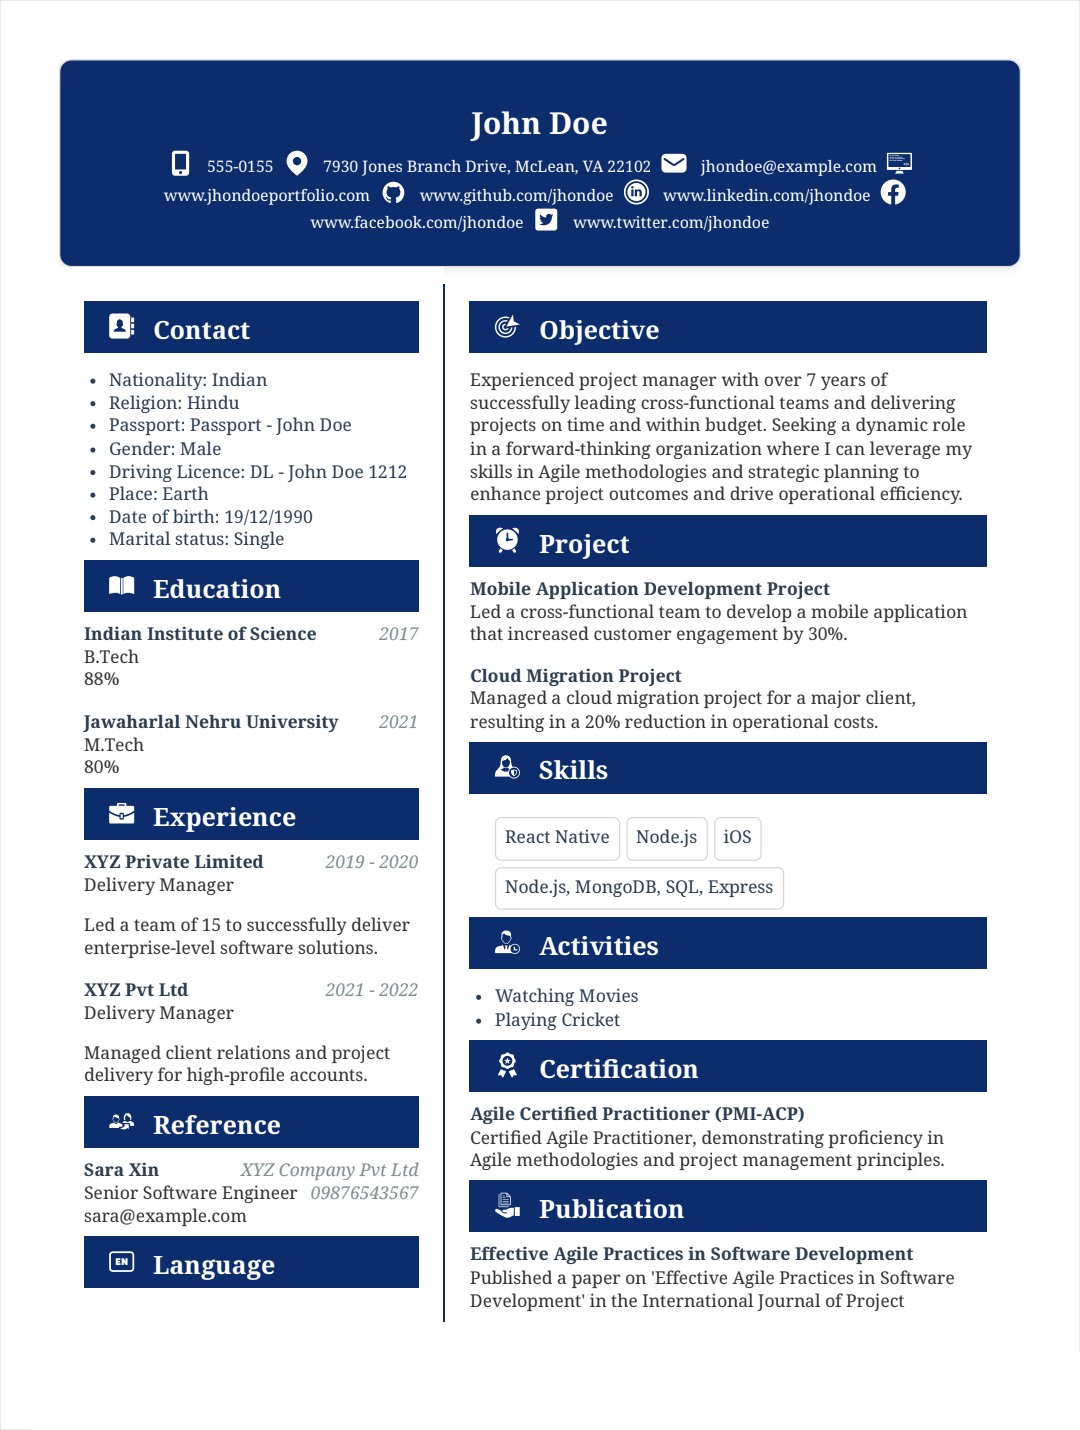 John Doe
555-0155 7930 Jones Branch Drive, McLean, VA 22102 jhondoe@example.com
www.jhondoeportfolio.com www.github.com/jhondoe www.linkedin.com/jhondoe
www.facebook.com/jhondoe www.twitter.com/jhondoe
Contact
• Nationality: Indian
• Religion: Hindu
• Passport: Passport - John Doe
• Gender: Male
• Driving Licence: DL - John Doe 1212
• Place: Earth
• Date of birth: 19/12/1990
• Marital status: Single
Education
Indian Institute of Science 2017
B.Tech
88%
Jawaharlal Nehru University 2021
M.Tech
80%
Experience
XYZ Private Limited 2019 - 2020
Delivery Manager
Led a team of 15 to successfully deliver
enterprise-level software solutions.
XYZ Pvt Ltd 2021 - 2022
Delivery Manager
Managed client relations and project
delivery for high-profile accounts.
Reference
Sara Xin XYZ Company Pvt Ltd
Senior Software Engineer 09876543567
sara@example.com
EN Language
Objective
Experienced project manager with over 7 years of
successfully leading cross-functional teams and delivering
projects on time and within budget. Seeking a dynamic role
in a forward-thinking organization where I can leverage my
skills in Agile methodologies and strategic planning to
enhance project outcomes and drive operational efficiency.
Project
Mobile Application Development Project
Led a cross-functional team to develop a mobile application
that increased customer engagement by 30%.
Cloud Migration Project
Managed a cloud migration project for a major client,
resulting in a 20% reduction in operational costs.
Skills
React Native Node.js iOS
Node.js, MongoDB, SQL, Express
Activities
• Watching Movies
• Playing Cricket
Certification
Agile Certified Practitioner (PMI-ACP)
Certified Agile Practitioner, demonstrating proficiency in
Agile methodologies and project management principles.
Publication
Effective Agile Practices in Software Development
Published a paper on 'Effective Agile Practices in Software
Development' in the International Journal of Project